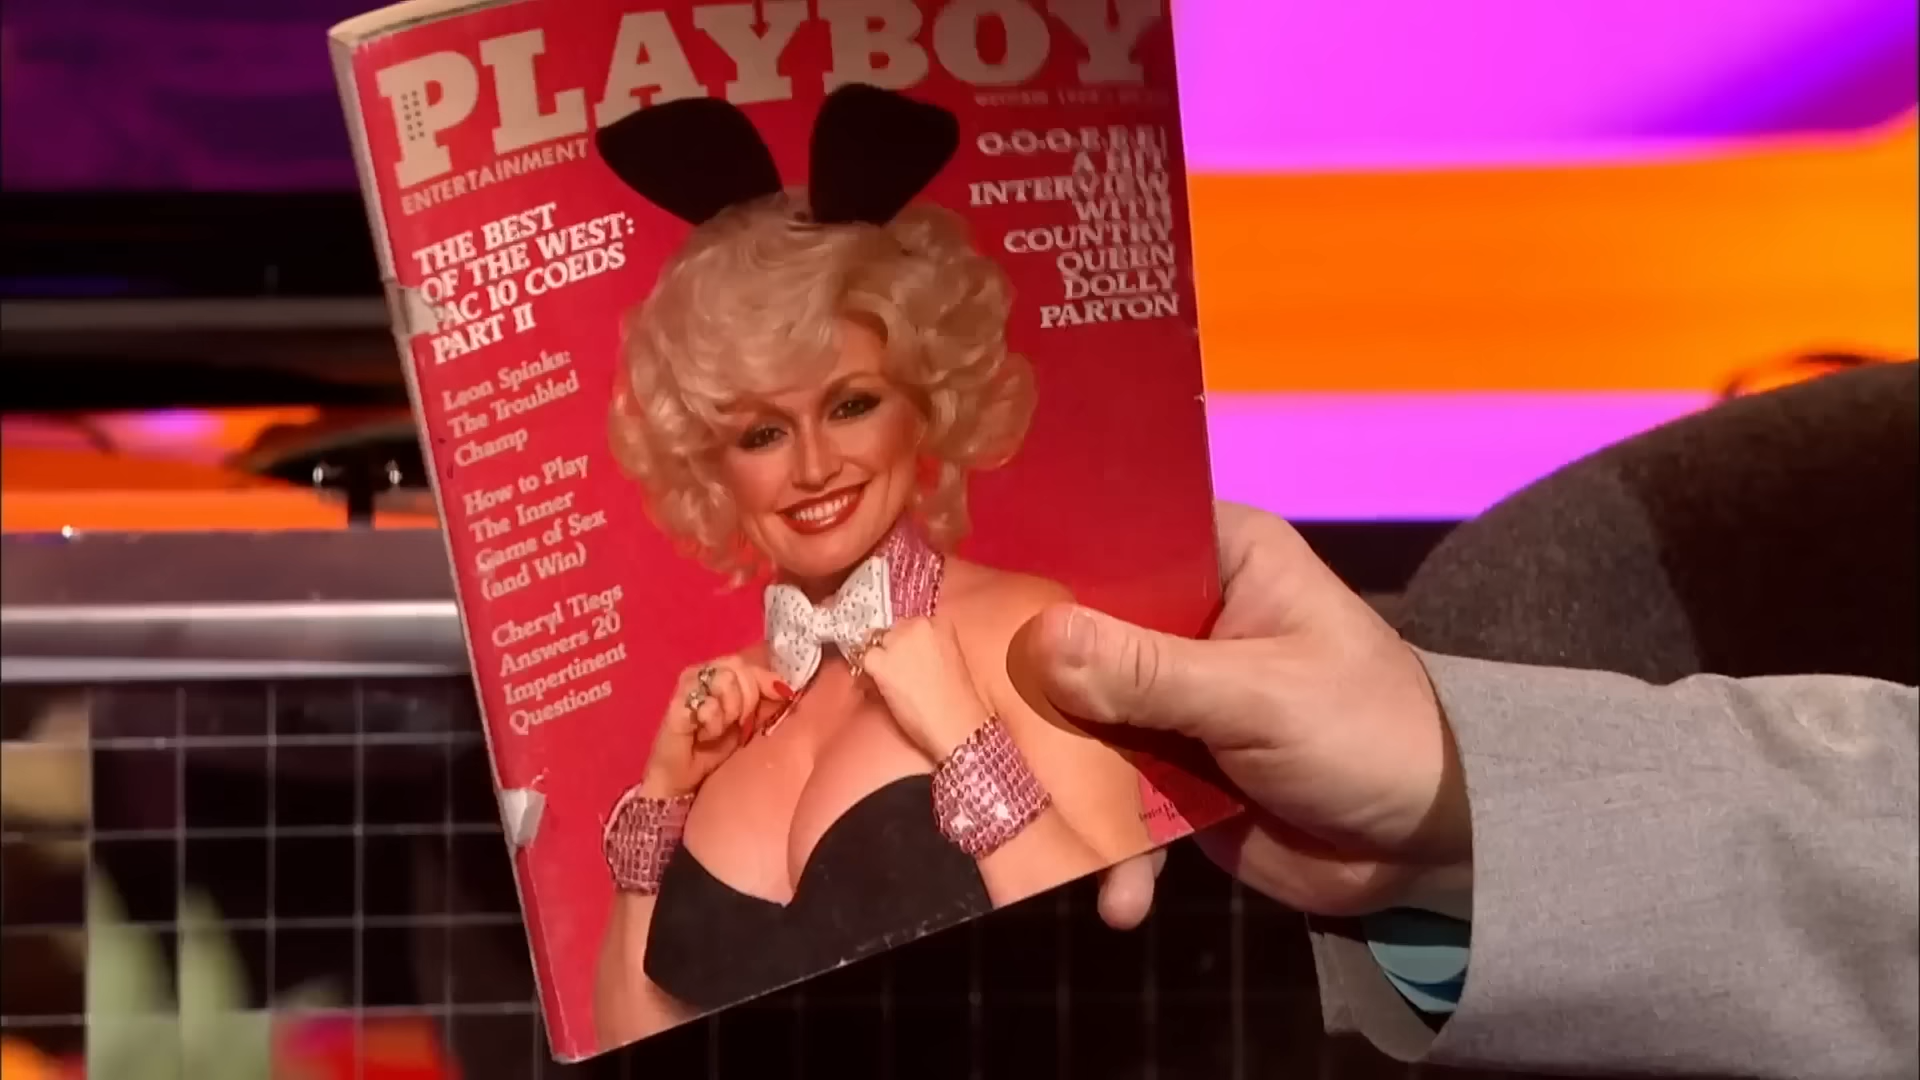 PLAYBOY
ENTERTAINMENT
THE BEST
OF THE WEST:
PAC 10 COEDS
PART II
Leon Spinks:
The Troubled
Champ
How to Play
The Inner
Game of Sex
(and Win)
Cheryl Tiegs
Answers 20
Impertinent
Questions
O-O-O-E-E-E!
A HIT
INTERVIEW
WITH
COUNTRY
QUEEN
DOLLY
PARTON